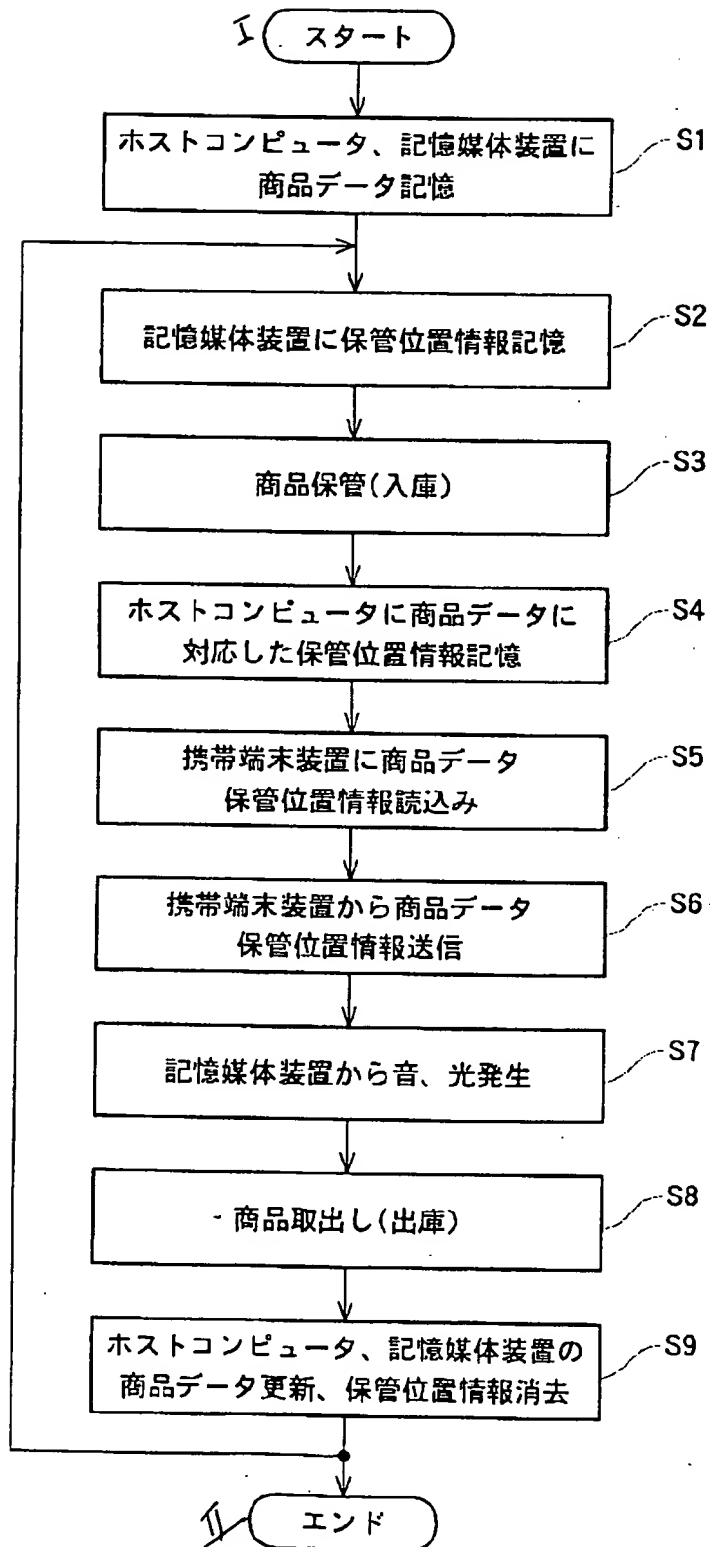 I スタート
ホストコンピュータ、記憶媒体装置に
商品データ記憶
S1
記憶媒体装置に保管位置情報記憶
S2
商品保管(入庫)
S3
ホストコンピュータに商品データに
対応した保管位置情報記憶
S4
携帯端末装置に商品データ
保管位置情報読込み
S5
携帯端末装置から商品データ
保管位置情報送信
S6
記憶媒体装置から音、光発生
S7
商品取出し(出庫)
S8
ホストコンピュータ、記憶媒体装置の
商品データ更新、保管位置情報消去
S9
II エンド